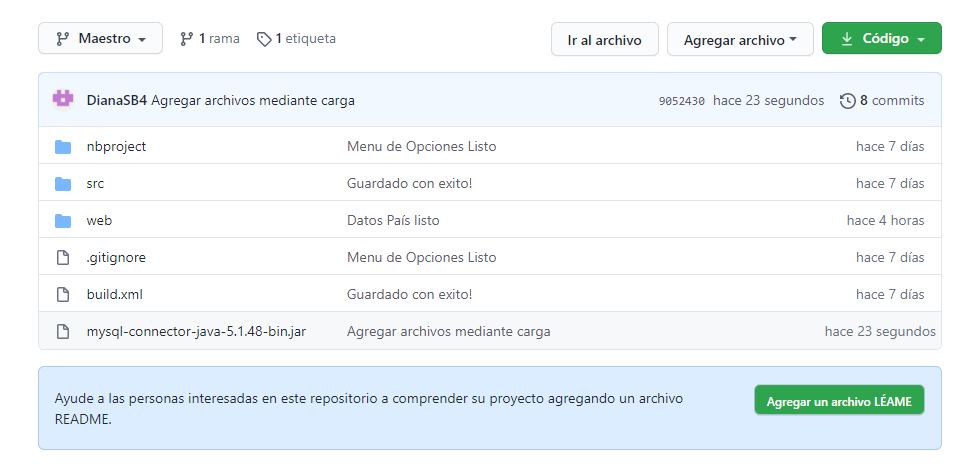 Maestro 1 rama 1 etiqueta Ir al archivo Agregar archivo Código
DianaSB4 Agregar archivos mediante carga 9052430 hace 23 segundos 8 commits
nbproject Menu de Opciones Listo hace 7 días
src Guardado con exito! hace 7 días
web Datos País listo hace 4 horas
.gitignore Menu de Opciones Listo hace 7 días
build.xml Guardado con exito! hace 7 días
mysql-connector-java-5.1.48-bin.jar Agregar archivos mediante carga hace 23 segundos
Ayude a las personas interesadas en este repositorio a comprender su proyecto agregando un archivo
README.
Agregar un archivo LÉAME